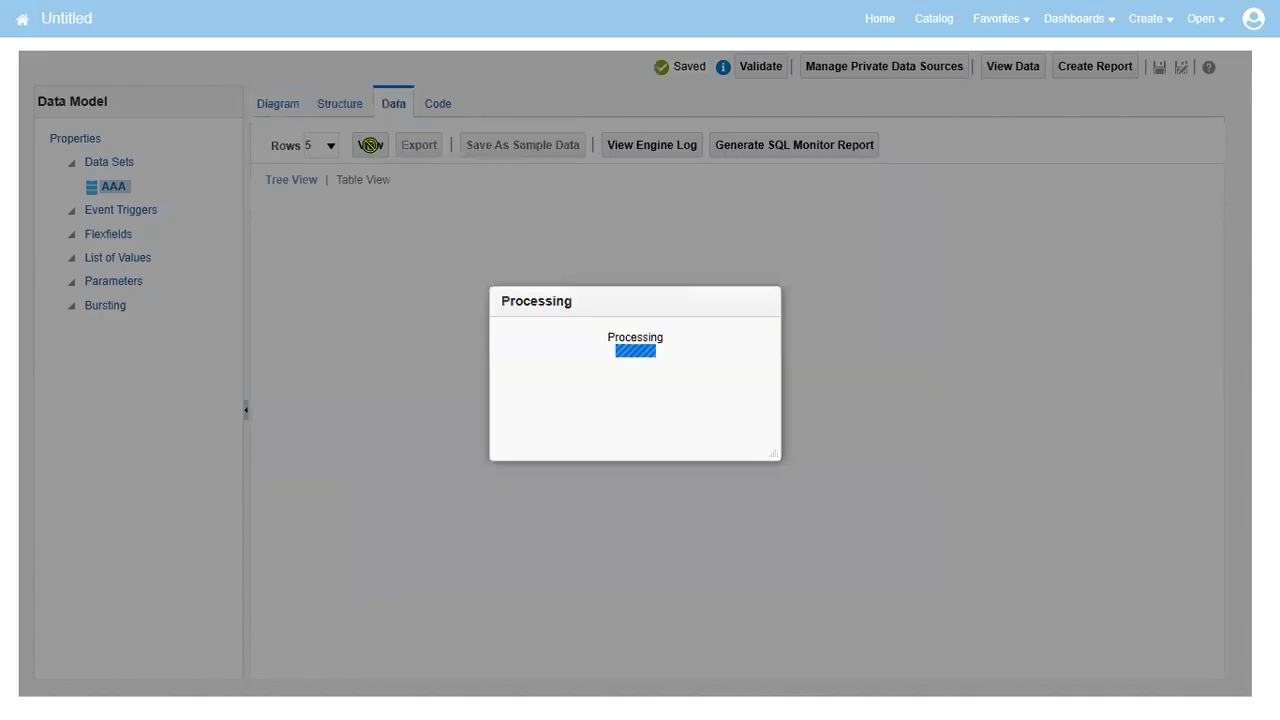 Untitled
Home Catalog Favorites Dashboards Create Open
Saved Validate | Manage Private Data Sources | View Data Create Report |
Data Model
Diagram Structure Data Code
Properties
Data Sets
AAA
Event Triggers
Flexfields
List of Values
Parameters
Bursting
Rows 5 Export | Save As Sample Data | View Engine Log Generate SQL Monitor Report
Tree View | Table View
Processing
Processing